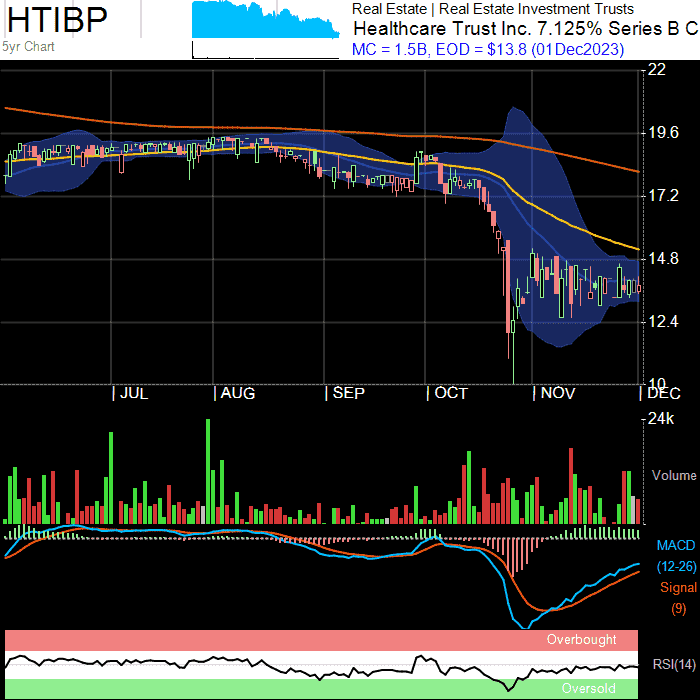 HTIBP
5yr Chart
Real Estate | Real Estate Investment Trusts
Healthcare Trust Inc. 7.125% Series B C
MC = 1.5B, EOD = $13.8 (01Dec2023)
22
19.6
17.2
14.8
12.4
10
JUL AUG SEP OCT NOV DEC
24k
Volume
MACD
(12-26)
Signal
(9)
Overbought
RSI(14)
Oversold